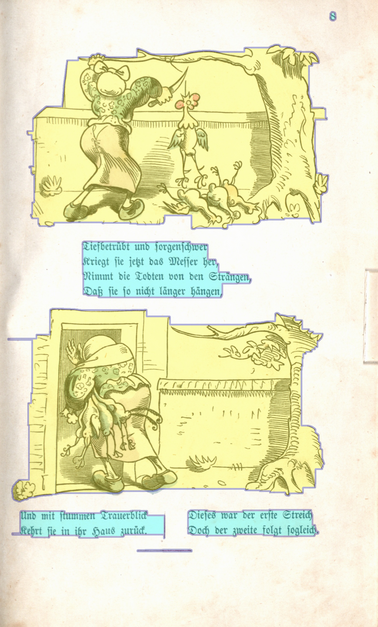 8
Tiefbetrübt und sorgenschwer
Kriegt sie jetzt das Messer her,
Nimmt die Todten von den Strängen,
Daß sie so nicht länger hängen,
Und mit stummen Trauerblick
Kehrt sie in ihr Haus zurück.
Dieses war der erste Streich
Doch der zweite folgt sogleich.